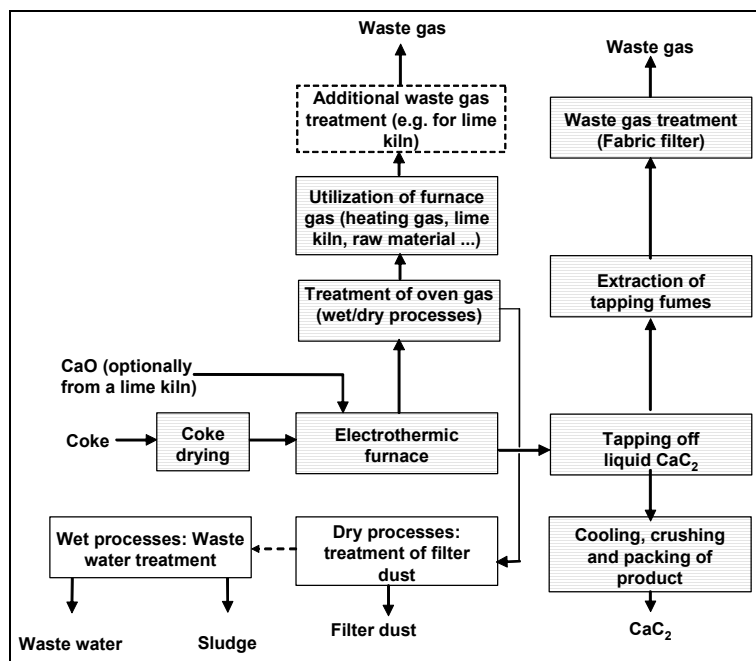 Waste gas
Waste gas
Additional waste gas
treatment (e.g. for lime
kiln)
Waste gas treatment
(Fabric filter)
Utilization of furnace
gas (heating gas, lime
kiln, raw material ...)
Treatment of oven gas
(wet/dry processes)
Extraction of
tapping fumes
CaO (optionally
from a lime kiln)
Coke
Coke
drying
Electrothermic
furnace
Tapping off
liquid CaC₂
Wet processes: Waste
water treatment
Dry processes:
treatment of filter
dust
Cooling, crushing
and packing of
product
Waste water
Sludge
Filter dust
CaC₂